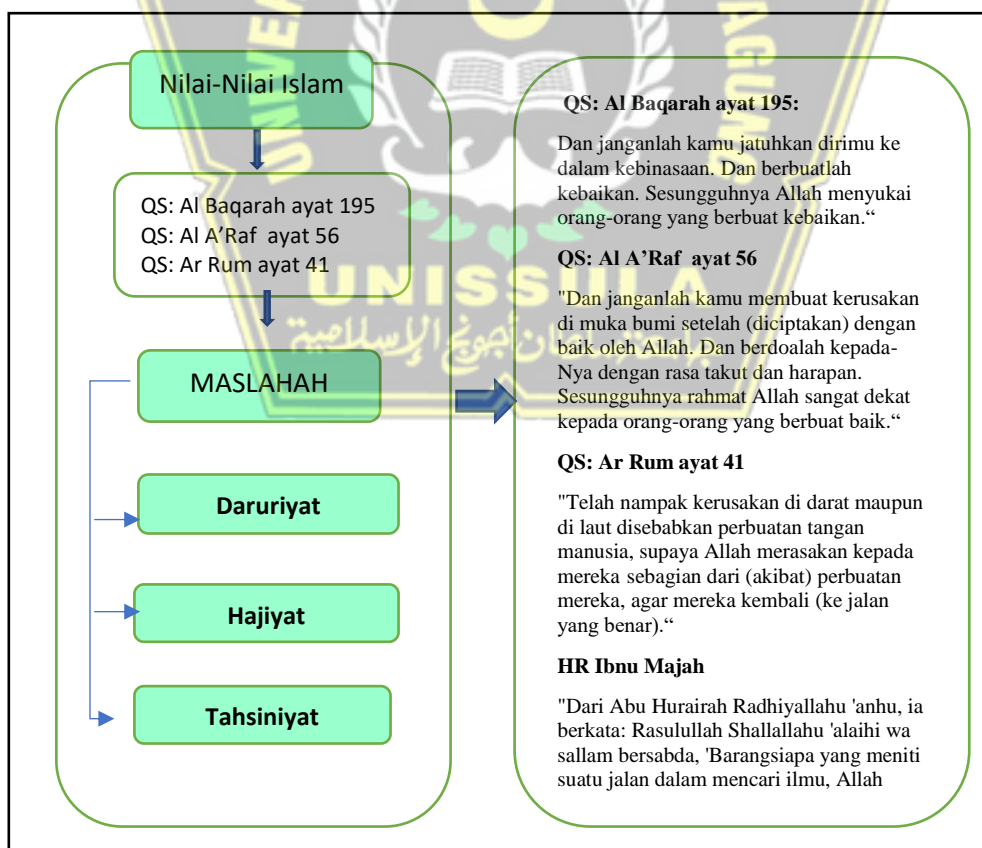 UNIVE
AGUNG
Nilai-Nilai Islam
QS: Al Baqarah ayat 195
QS: Al A’Raf ayat 56
QS: Ar Rum ayat 41
UNISSULA
MASLAHAH
Daruriyat
Hajiyat
Tahsiniyat
QS: Al Baqarah ayat 195:
Dan janganlah kamu jatuhkan dirimu ke
dalam kebinasaan. Dan berbuatlah
kebaikan. Sesungguhnya Allah menyukai
orang-orang yang berbuat kebaikan.“
QS: Al A’Raf ayat 56
"Dan janganlah kamu membuat kerusakan
di muka bumi setelah (diciptakan) dengan
baik oleh Allah. Dan berdoalah kepada-
Nya dengan rasa takut dan harapan.
Sesungguhnya rahmat Allah sangat dekat
kepada orang-orang yang berbuat baik.“
QS: Ar Rum ayat 41
"Telah nampak kerusakan di darat maupun
di laut disebabkan perbuatan tangan
manusia, supaya Allah merasakan kepada
mereka sebagian dari (akibat) perbuatan
mereka, agar mereka kembali (ke jalan
yang benar).“
HR Ibnu Majah
"Dari Abu Hurairah Radhiyallahu 'anhu, ia
berkata: Rasulullah Shallallahu 'alaihi wa
sallam bersabda, 'Barangsiapa yang meniti
suatu jalan dalam mencari ilmu, Allah